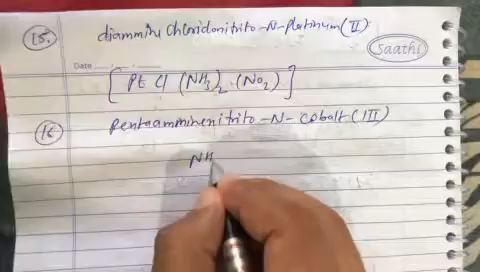 15. diammine chloridonitrito-N-platinum(II)
Saathi
Date
[Pt Cl (NH3)2 (NO2)]
16. Pentaamminenitrito-N-cobalt(III)
NH